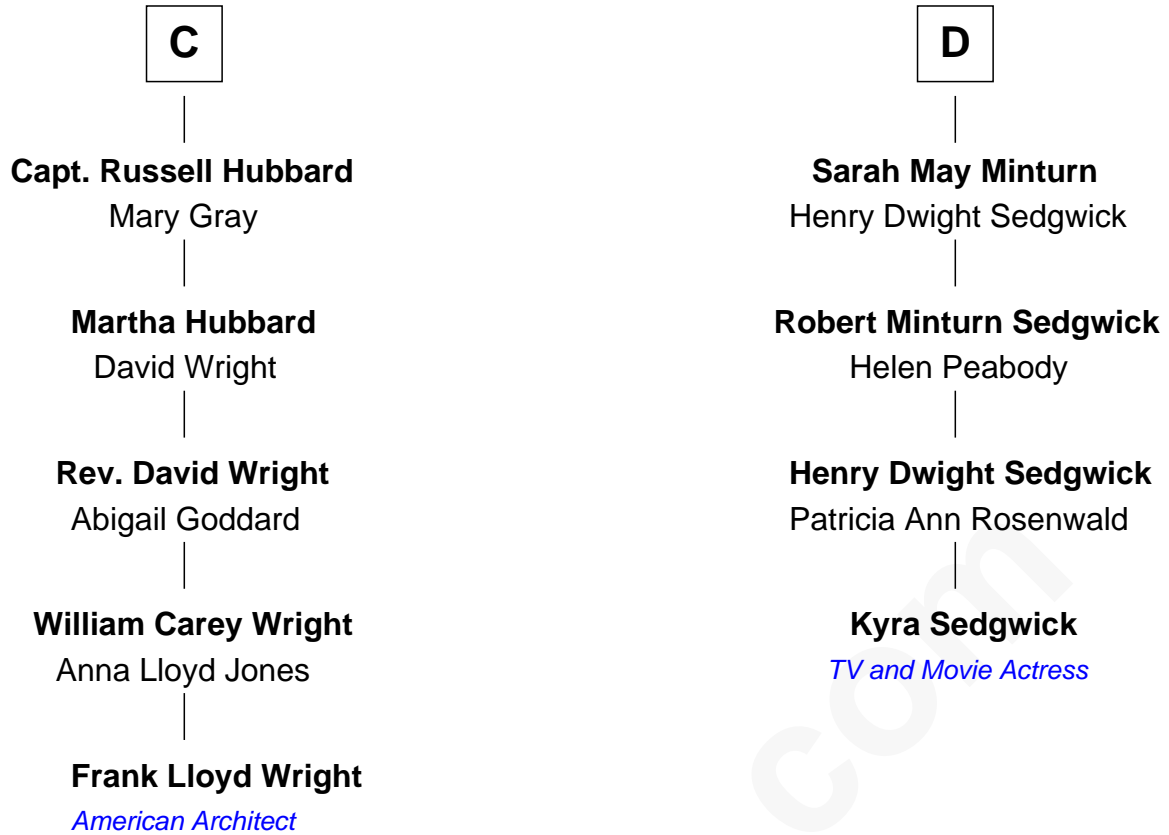 C
Capt. Russell Hubbard
Mary Gray
Martha Hubbard
David Wright
Rev. David Wright
Abigail Goddard
William Carey Wright
Anna Lloyd Jones
Frank Lloyd Wright
American Architect
D
Sarah May Minturn
Henry Dwight Sedgwick
Robert Minturn Sedgwick
Helen Peabody
Henry Dwight Sedgwick
Patricia Ann Rosenwald
Kyra Sedgwick
TV and Movie Actress
com